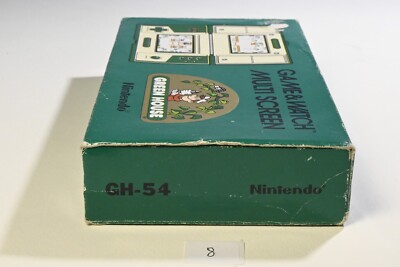 GAME & WATCH
MULTI SCREEN
GREEN HOUSE
Nintendo
GH-54
Nintendo®
8